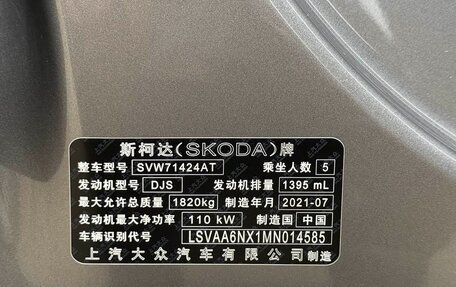 斯柯达(SKODA)牌
整车型号 SVW71424AT 乘坐人数 5
发动机型号 DJS 发动机排量 1395 mL
最大允许总质量 1820kg 制造年月 2021-07
发动机最大净功率 110 kW 制造国 中国
车辆识别代号 LSVAA6NX1MN014585
上汽大众汽车有限公司制造